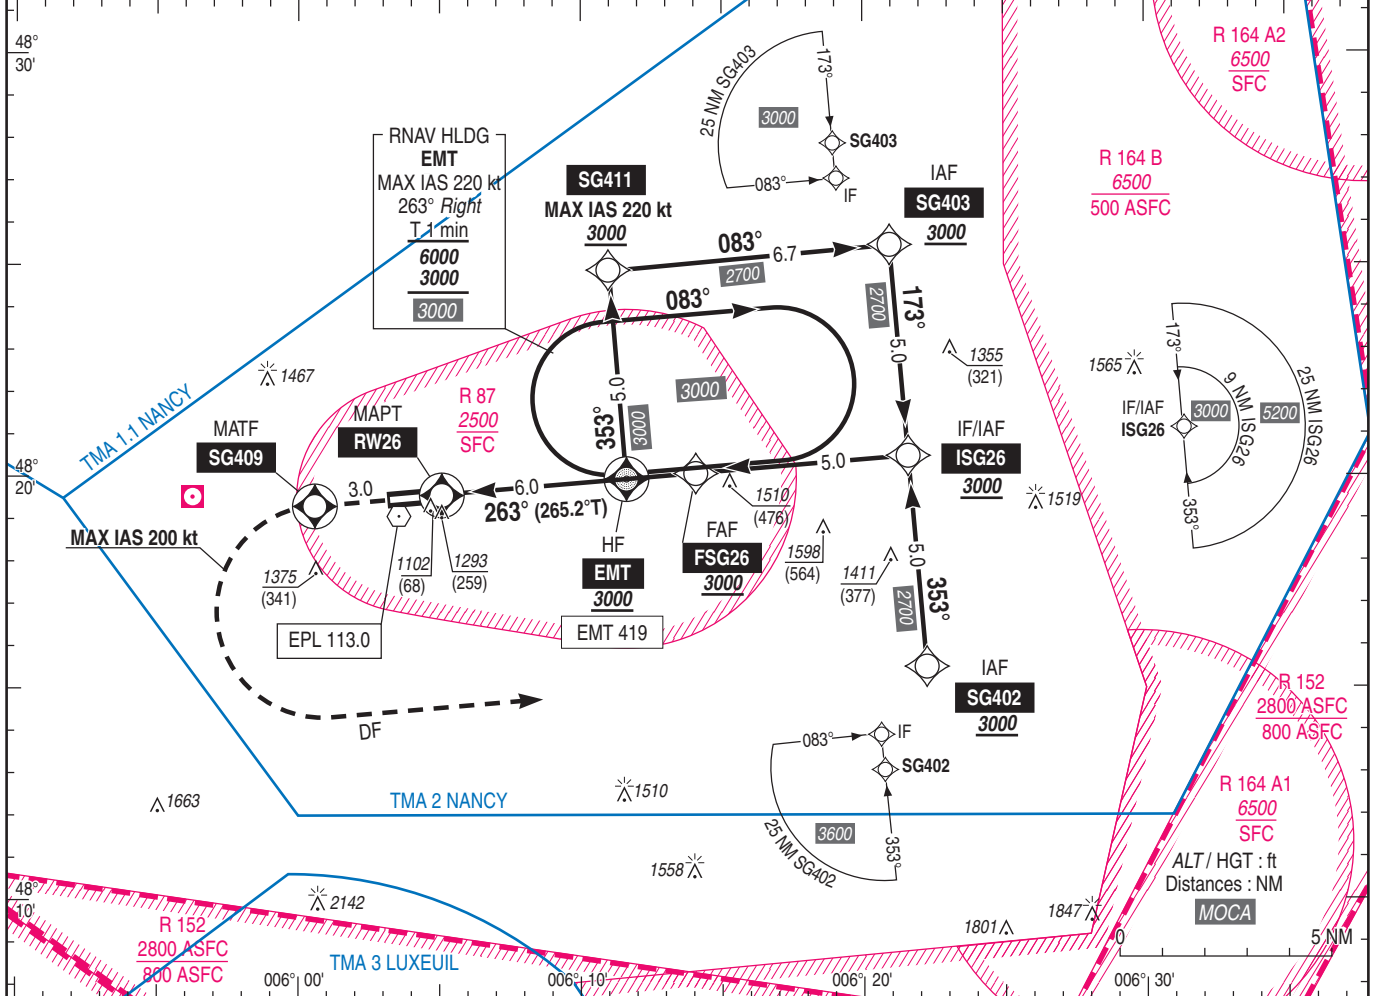 48°
30'
R 164 A2
6500
SFC
25 NM SG403
173°
3000
SG403
083°
IF
RNAV HLDG
EMT
MAX IAS 220 kt
263° Right
T 1 min
6000
3000
3000
SG411
MAX IAS 220 kt
3000
IAF
SG403
3000
R 164 B
6500
500 ASFC
083°
6.7
2700
083°
2700
173°
5.0
1355
(321)
1565
173°
IF/IAF
ISG26
3000
9 NM ISG26
5200
25 NM ISG26
353°
1467
TMA 1.1 NANCY
R 87
2500
SFC
353°
5.0
3000
3000
MATF
SG409
MAPT
RW26
IF/IAF
ISG26
3000
48°
20'
3.0
6.0
263° (265.2°T)
5.0
1510
(476)
1519
MAX IAS 200 kt
1375
(341)
1102
(68)
1293
(259)
HF
EMT
3000
FAF
FSG26
3000
1598
(564)
1411
(377)
5.0
353°
2700
EPL 113.0
EMT 419
IAF
SG402
3000
R 152
2800 ASFC
800 ASFC
DF
083°
IF
SG402
3600
353°
25 NM SG402
1663
1510
TMA 2 NANCY
R 164 A1
6500
SFC
1558
ALT / HGT : ft
Distances : NM
MOCA
48°
10'
2142
1847
1801
0
5 NM
R 152
2800 ASFC
800 ASFC
TMA 3 LUXEUIL
006° 00'
006° 10'
006° 20'
006° 30'